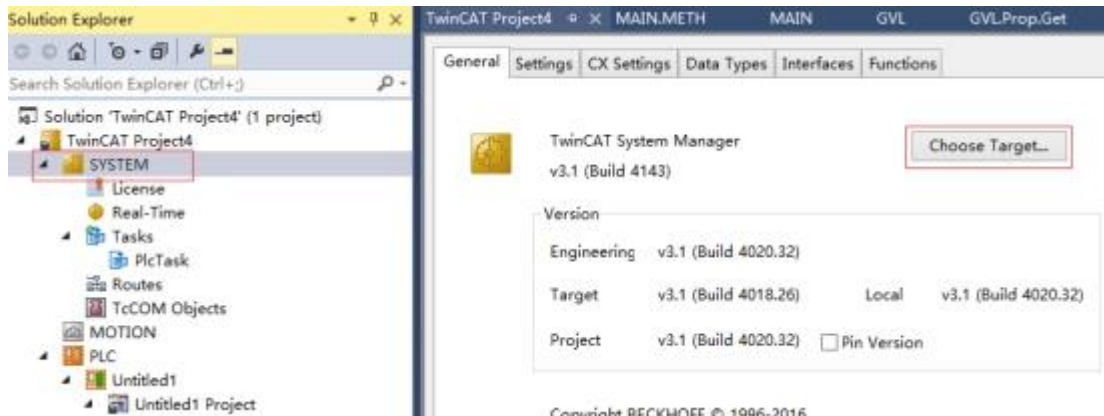 Solution Explorer
Search Solution Explorer (Ctrl+;)
Solution 'TwinCAT Project4' (1 project)
TwinCAT Project4
SYSTEM
License
Real-Time
Tasks
PlcTask
Routes
TcCOM Objects
MOTION
PLC
Untitled1
Untitled1 Project
TwinCAT Project4 MAIN.METH MAIN GVL GVL.Prop.Get
General Settings CX Settings Data Types Interfaces Functions
TwinCAT System Manager
v3.1 (Build 4143)
Choose Target...
Version
Engineering v3.1 (Build 4020.32)
Target v3.1 (Build 4018.26) Local v3.1 (Build 4020.32)
Project v3.1 (Build 4020.32) Pin Version
Copyright BECKHOFF © 1996-2016